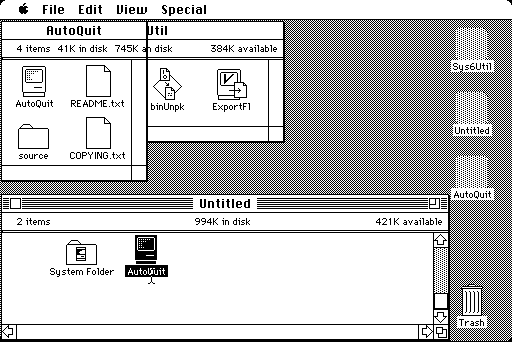 File Edit View Special
AutoQuit
Util
4 items 41K in disk 745K a
n disk 384K available
AutoQuit README.txt
binUnpk ExportFl
source COPYING.txt
Sys6Util
Untitled
AutoQuit
Untitled
2 items 994K in disk 421K available
System Folder AutoQuit
Trash